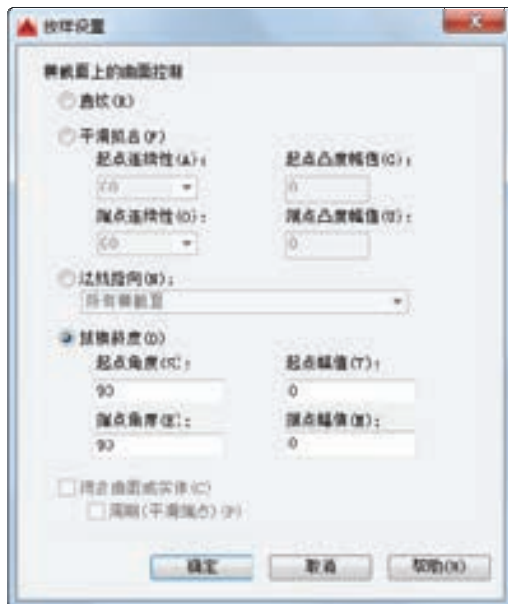 放样设置
横截面上的曲面控制
直纹(R)
平滑拟合(F)
起点连续性(A): 起点凸度幅值(G):
G0 0
端点连续性(O): 端点凸度幅值(U):
G0 0
法线指向(N):
所有横截面
拔模斜度(D)
起点角度(S): 起点幅值(T):
90 0
端点角度(E): 端点幅值(M):
90 0
闭合曲面或实体(C)
周期(平滑端点)(P)
确定 取消 帮助(H)